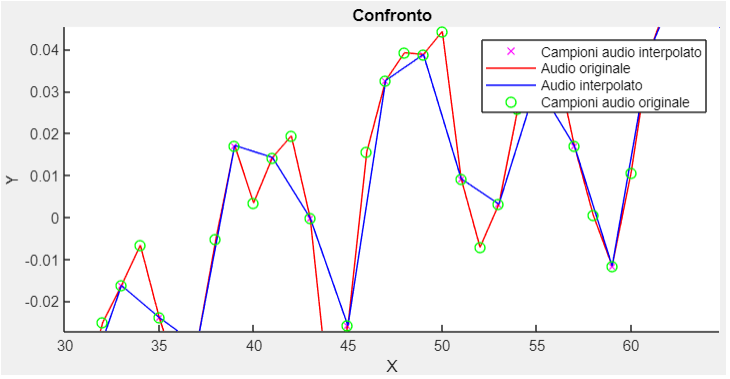 Confronto
Campioni audio interpolato
Audio originale
Audio interpolato
Campioni audio originale
Y
0.04
0.03
0.02
0.01
0
-0.01
-0.02
30 35 40 45 50 55 60
X